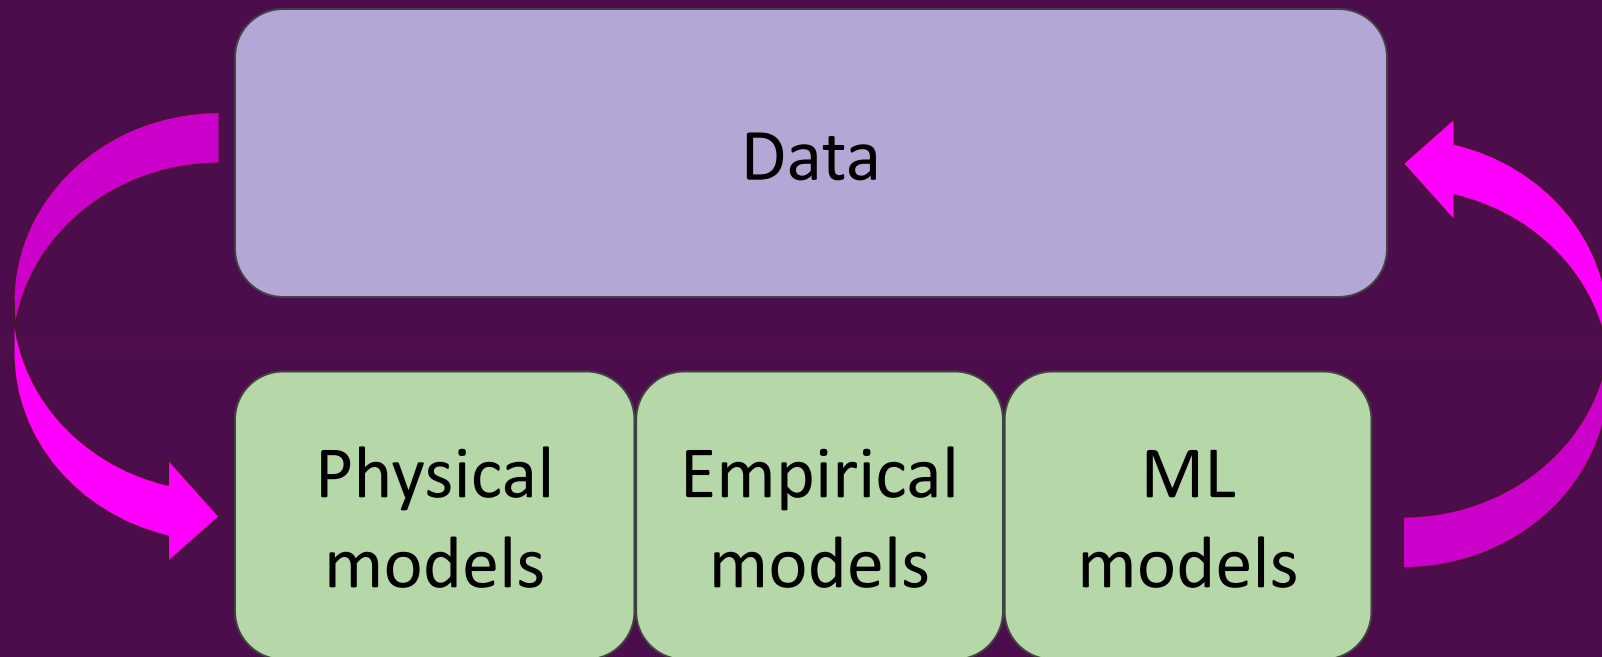 Data
Physical
models
Empirical
models
ML
models